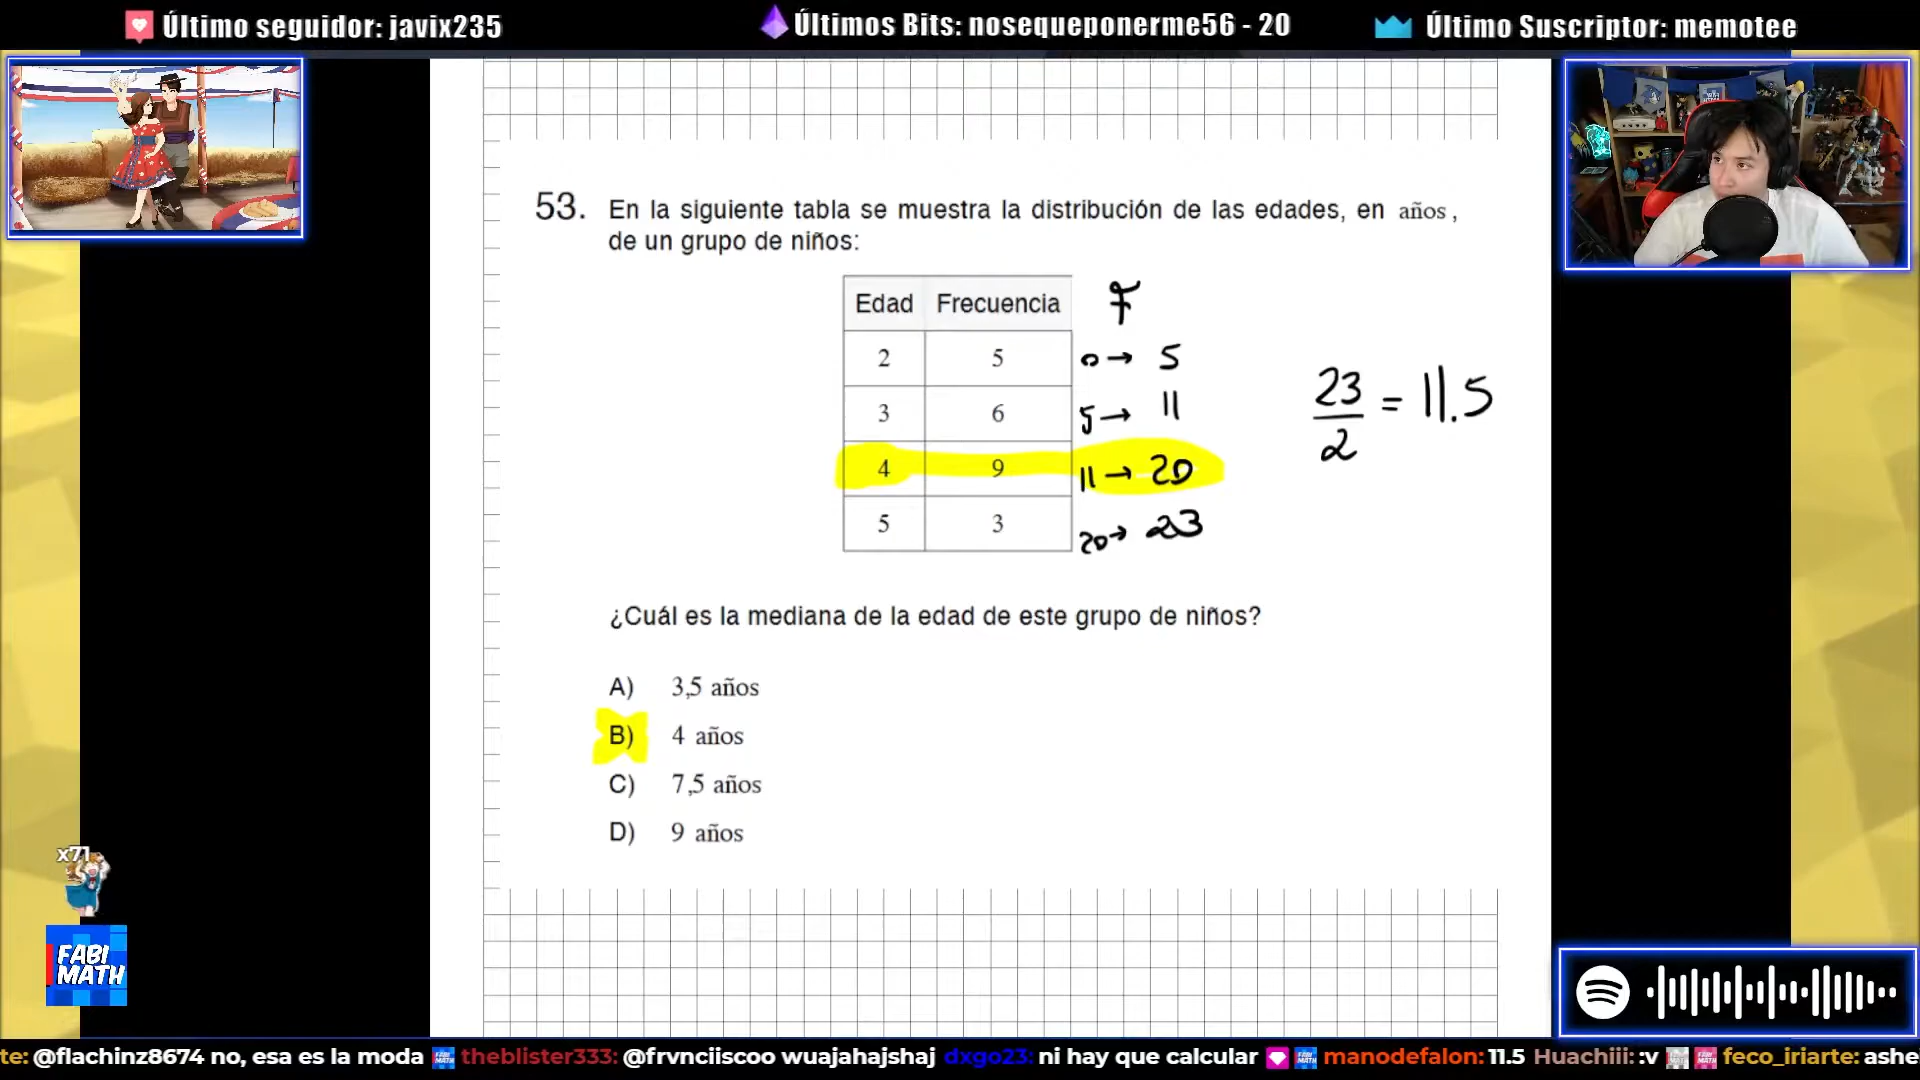 Último seguidor: javix235
Últimos Bits: nosequeponerme56 - 20
Último Suscriptor: memotee
53. En la siguiente tabla se muestra la distribución de las edades, en años,
de un grupo de niños:
Edad Frecuencia F
2 5 0→ 5
3 6 5→ 11
4 9 11→ 20
5 3 20→ 23
23/2 = 11.5
¿Cuál es la mediana de la edad de este grupo de niños?
A) 3,5 años
B) 4 años
C) 7,5 años
D) 9 años
x71
FABI
MATH
te: @flachinz8674 no, esa es la moda theblister333: @frvnciiscoo wuajahajshaj dxgo23: ni hay que calcular manodefalon: 11.5 Huachiii: :v feco_iriarte: ashe